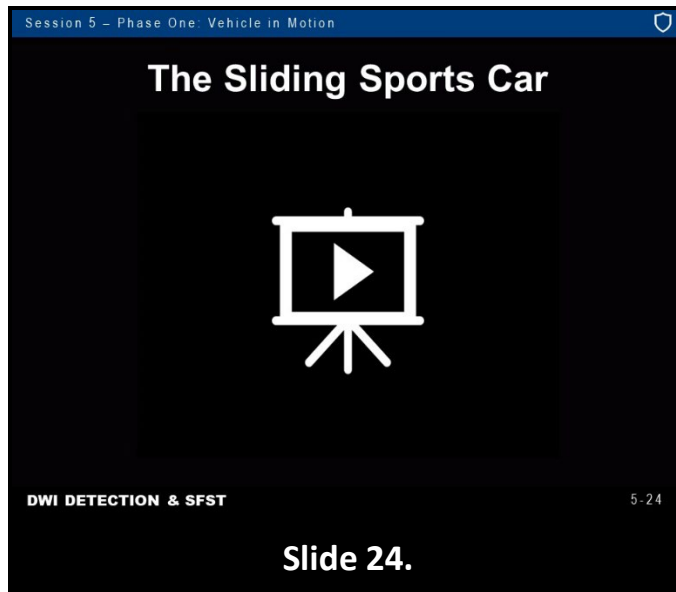 Session 5 – Phase One: Vehicle in Motion
The Sliding Sports Car
DWI DETECTION & SFST
5-24
Slide 24.